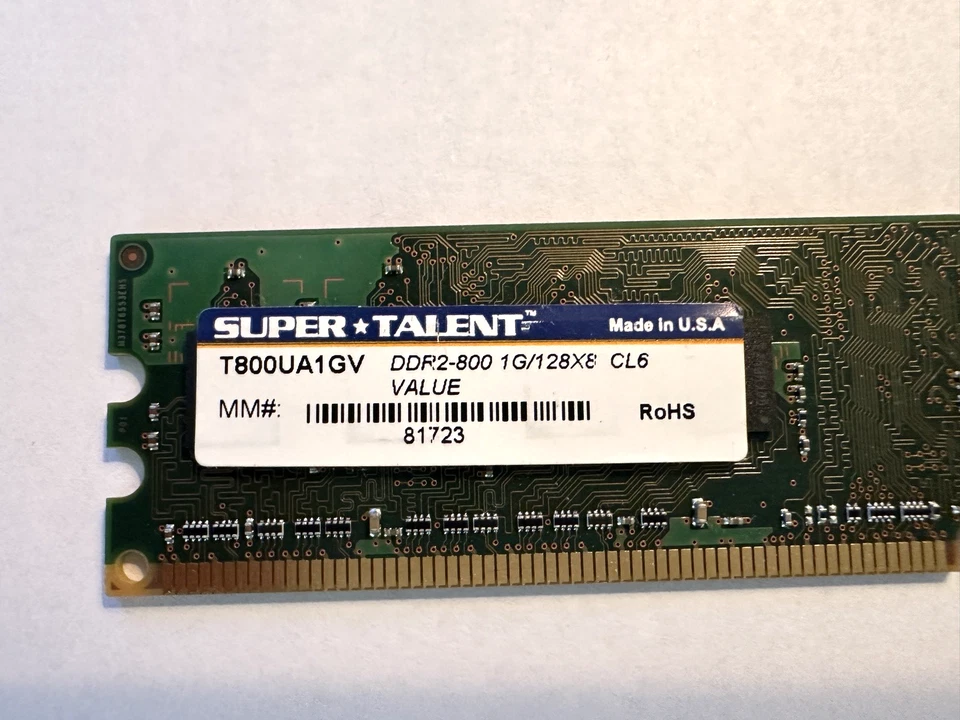 SUPER★TALENT™ Made in U.S.A
T800UA1GV DDR2-800 1G/128X8 CL6
VALUE
MM#: RoHS
81723